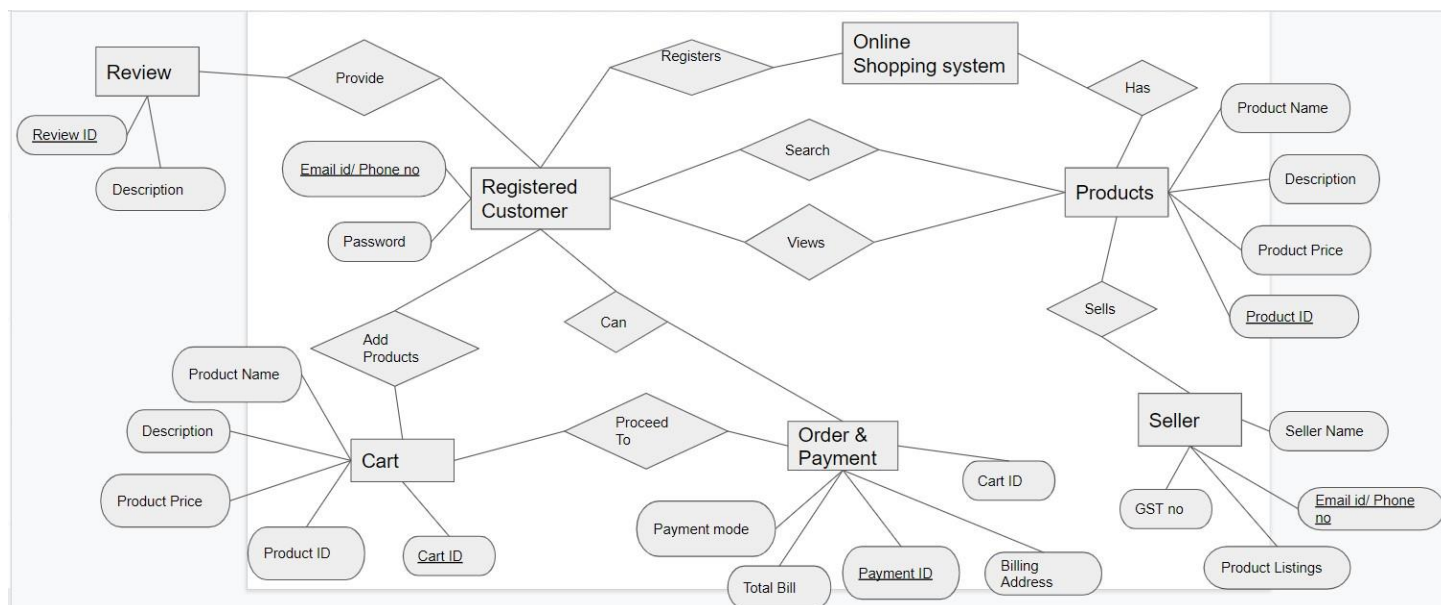 Online
Shopping system
Registers
Review
Provide
Has
Product Name
Review ID
Search
Email id/ Phone no
Registered
Customer
Products
Description
Description
Password
Views
Product Price
Sells
Product ID
Can
Add
Products
Product Name
Proceed
To
Seller
Seller Name
Description
Order &
Payment
Cart
Cart ID
Product Price
GST no
Email id/ Phone
no
Payment mode
Product ID
Cart ID
Product Listings
Total Bill
Payment ID
Billing
Address